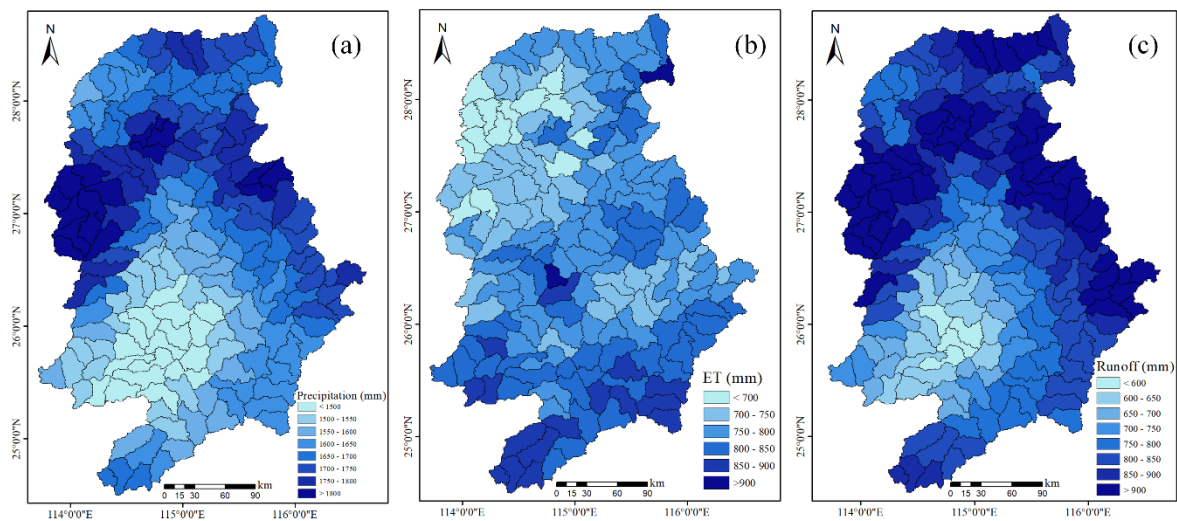 N
(a)
28°0'0"N
27°0'0"N
26°0'0"N
25°0'0"N
Precipitation (mm)
< 1500
1500 - 1550
1550 - 1600
1600 - 1650
1650 - 1700
1700 - 1750
1750 - 1800
> 1800
km
0 15 30 60 90
114°0'0"E 115°0'0"E 116°0'0"E
N
(b)
28°0'0"N
27°0'0"N
26°0'0"N
25°0'0"N
ET (mm)
< 700
700 - 750
750 - 800
800 - 850
850 - 900
>900
km
0 15 30 60 90
114°0'0"E 115°0'0"E 116°0'0"E
N
(c)
28°0'0"N
27°0'0"N
26°0'0"N
25°0'0"N
Runoff (mm)
< 600
600 - 650
650 - 700
700 - 750
750 - 800
800 - 850
850 - 900
> 900
km
0 15 30 60 90
114°0'0"E 115°0'0"E 116°0'0"E